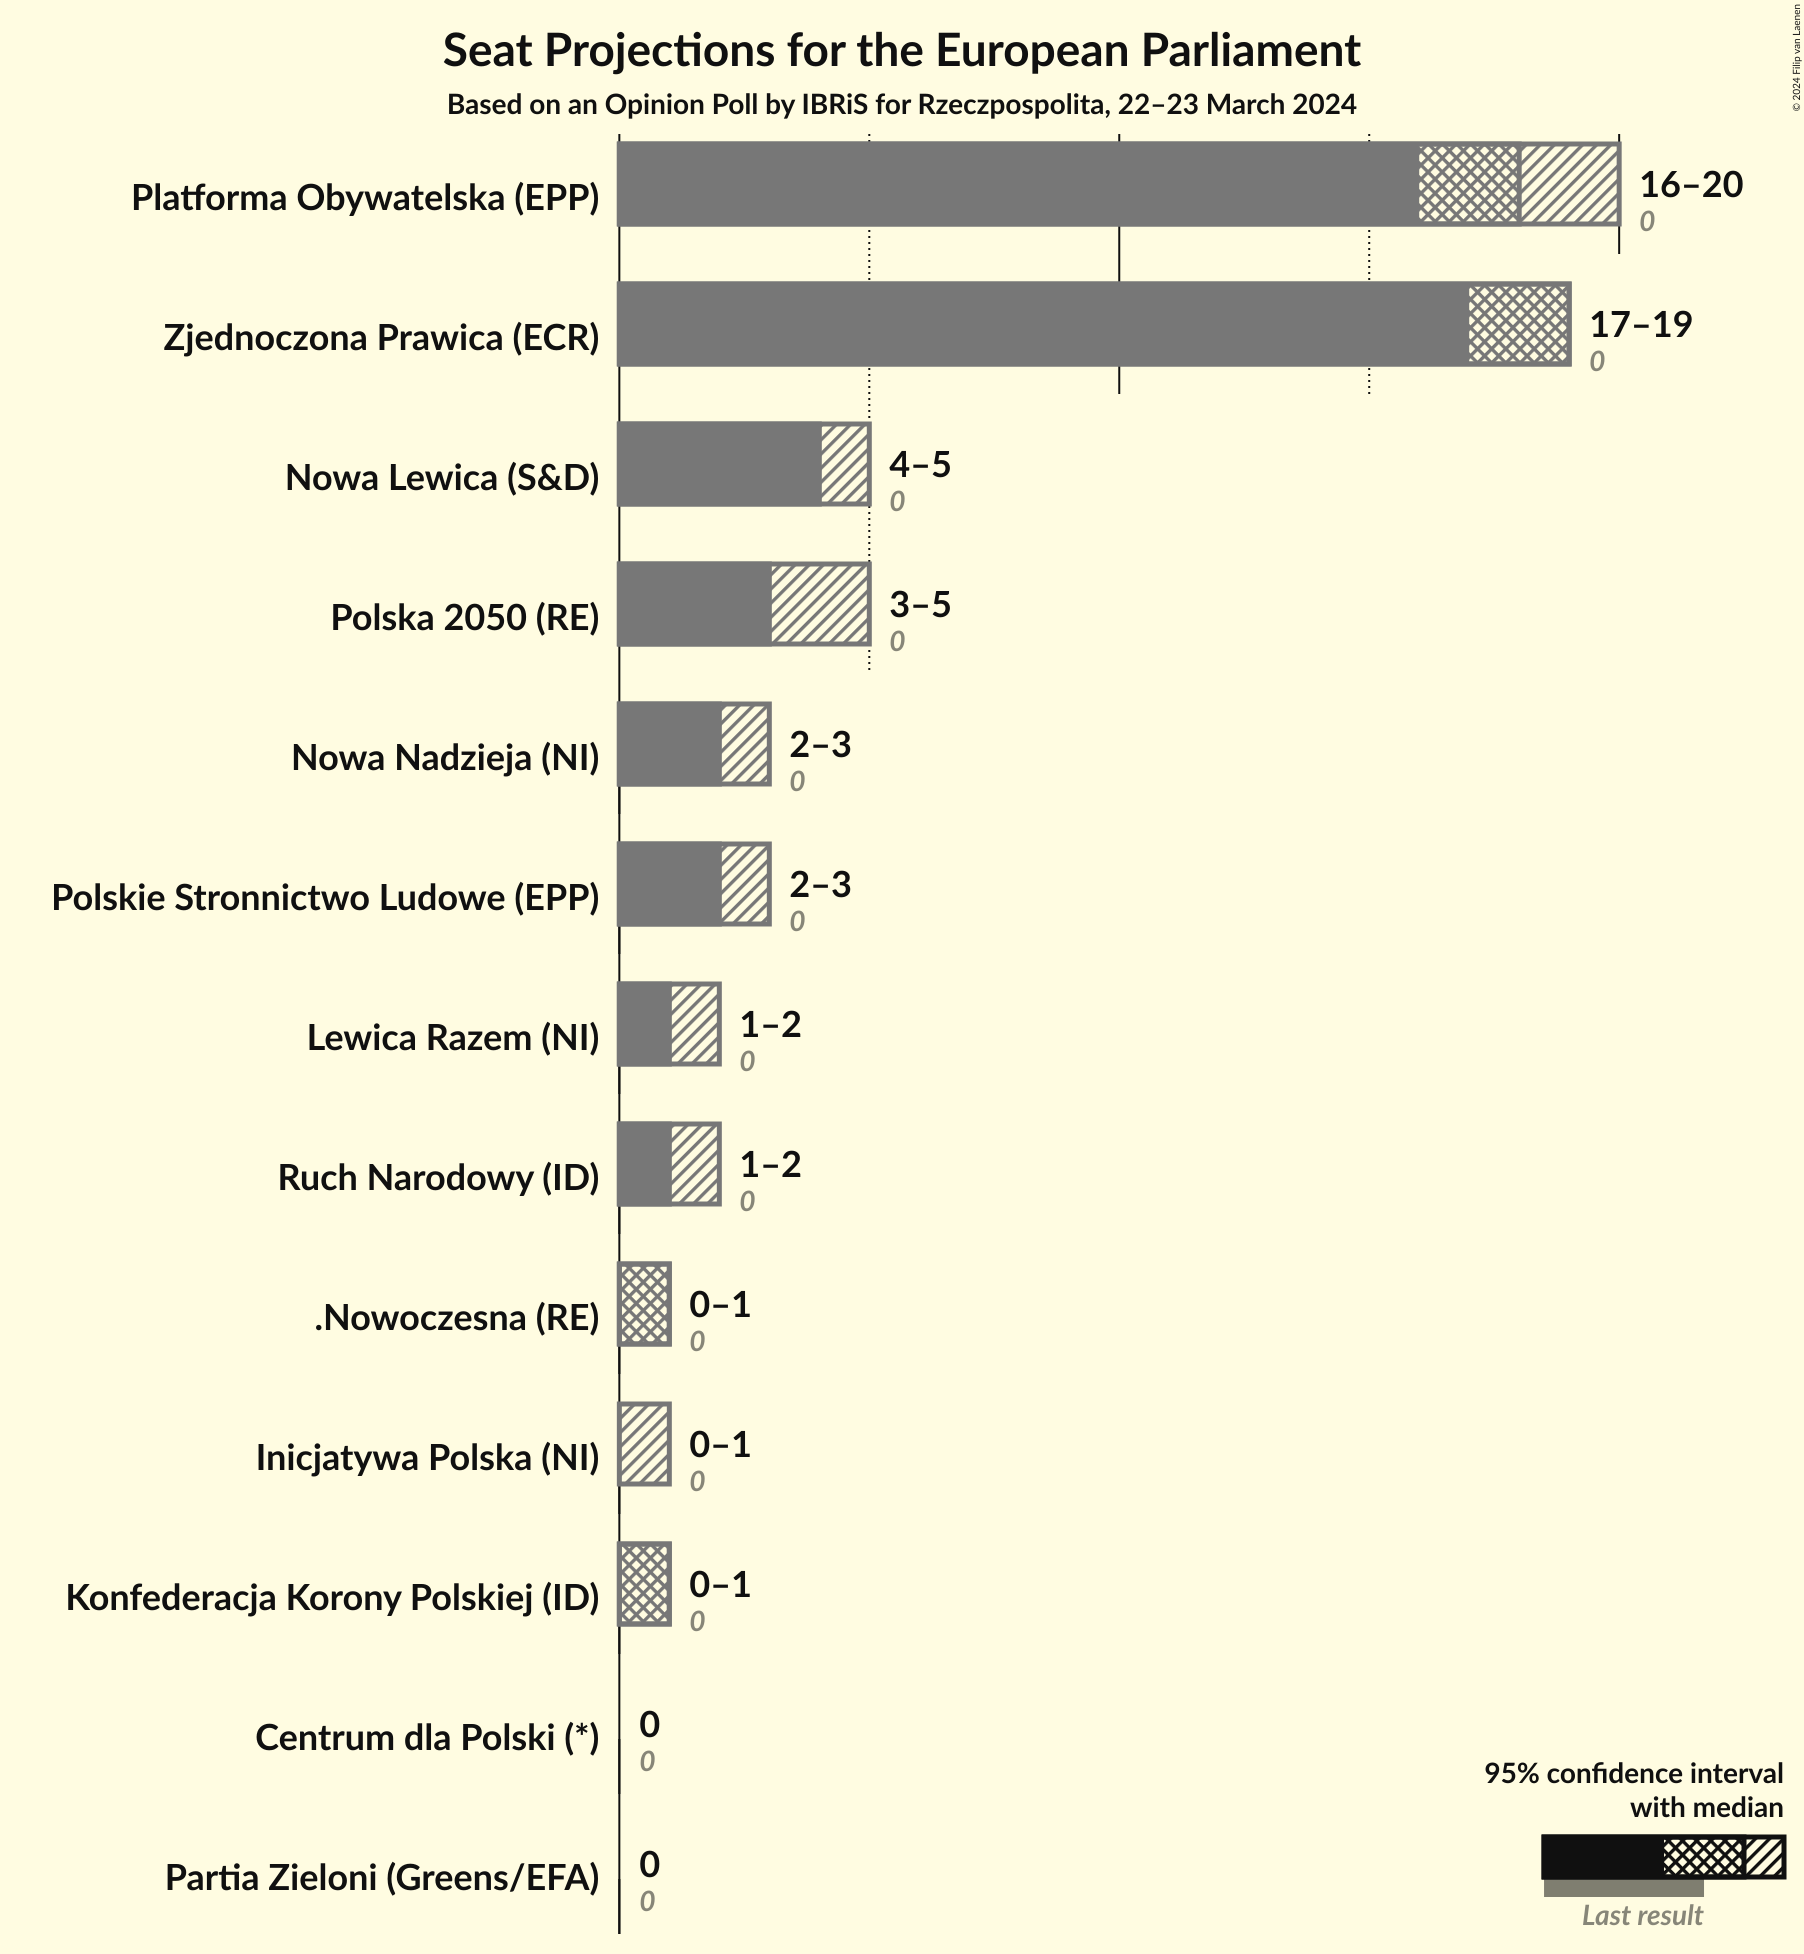 Seat Projections for the European Parliament
Based on an Opinion Poll by IBRiS for Rzeczpospolita, 22–23 March 2024
© 2024 Filip van Laenen
Platforma Obywatelska (EPP)
16–20
0
Zjednoczona Prawica (ECR)
17–19
0
Nowa Lewica (S&D)
4–5
0
Polska 2050 (RE)
3–5
0
Nowa Nadzieja (NI)
2–3
0
Polskie Stronnictwo Ludowe (EPP)
2–3
0
Lewica Razem (NI)
1–2
0
Ruch Narodowy (ID)
1–2
0
.Nowoczesna (RE)
0–1
0
Inicjatywa Polska (NI)
0–1
0
Konfederacja Korony Polskiej (ID)
0–1
0
Centrum dla Polski (*)
0
0
Partia Zieloni (Greens/EFA)
0
0
95% confidence interval
with median
Last result